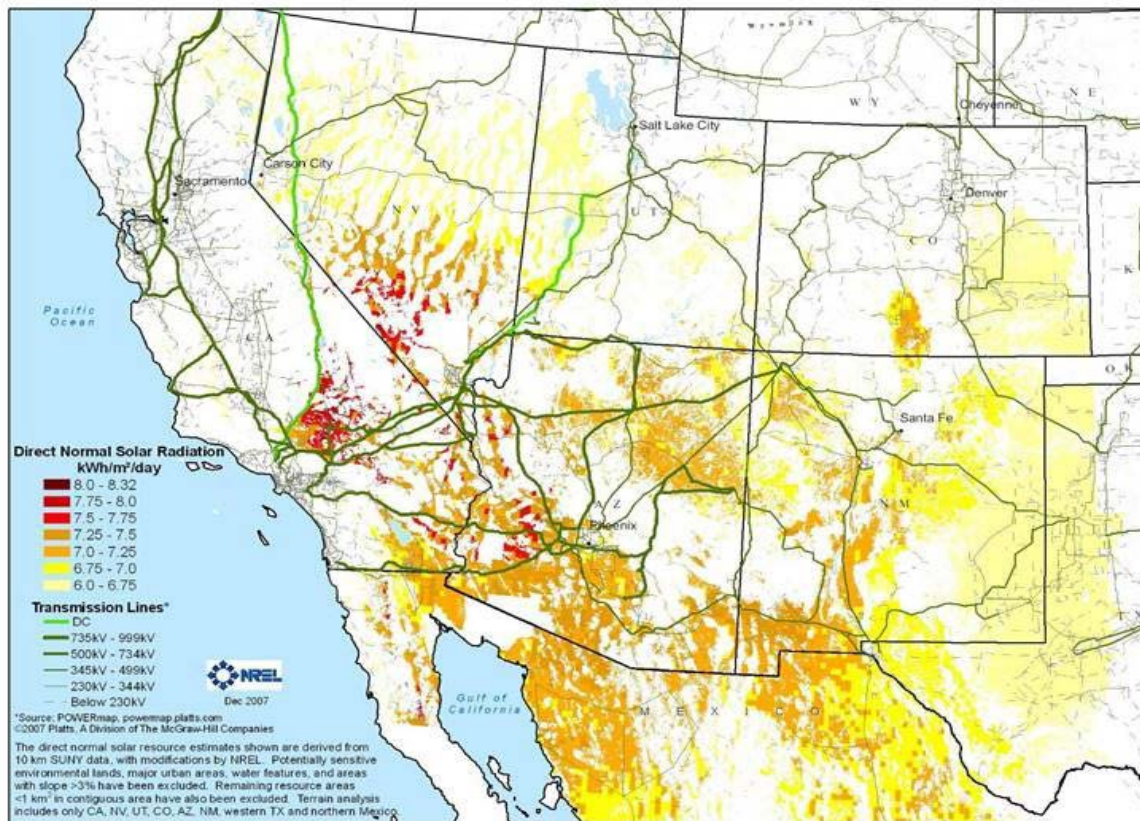 Wyoming
WY
NE
Cheyenne
Salt Lake City
Carson City
Sacramento
NV
UT
Denver
CO
K
Pacific
Ocean
CA
OK
Santa Fe
Direct Normal Solar Radiation
kWh/m²/day
8.0 - 8.32
7.75 - 8.0
7.5 - 7.75
7.25 - 7.5
7.0 - 7.25
6.75 - 7.0
6.0 - 6.75
AZ
NM
Phoenix
Transmission Lines*
DC
735kV - 999kV
500kV - 734kV
345kV - 499kV
230kV - 344kV
Below 230kV
NREL
Dec 2007
Gulf of
California
MEXICO
*Source: POWERmap, powermap.platts.com
©2007 Platts, A Division of The McGraw-Hill Companies
The direct normal solar resource estimates shown are derived from
10 km SUNY data, with modifications by NREL. Potentially sensitive
environmental lands, major urban areas, water features, and areas
with slope >3% have been excluded. Remaining resource areas
<1 km² in contiguous area have also been excluded. Terrain analysis
includes only CA, NV, UT, CO, AZ, NM, western TX and northern Mexico.